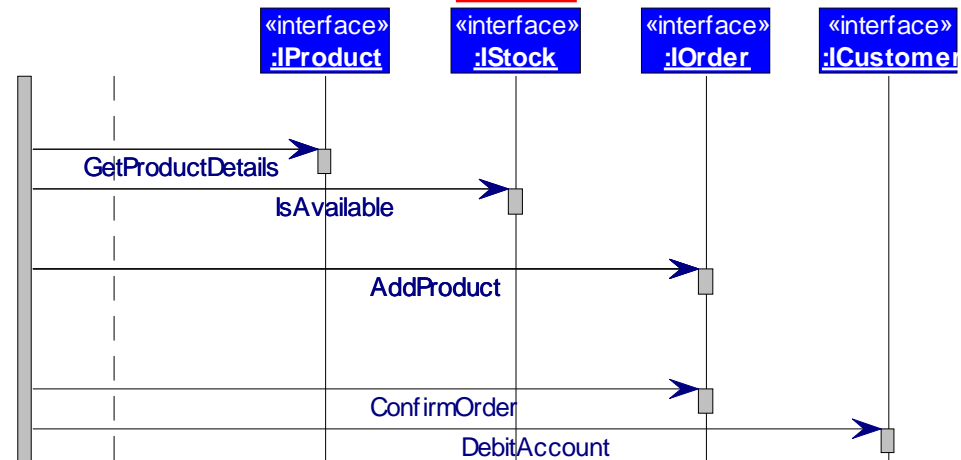 «interface»
:IProduct
«interface»
:IStock
«interface»
:IOrder
«interface»
:ICustomer
GetProductDetails
IsAvailable
AddProduct
ConfirmOrder
DebitAccount